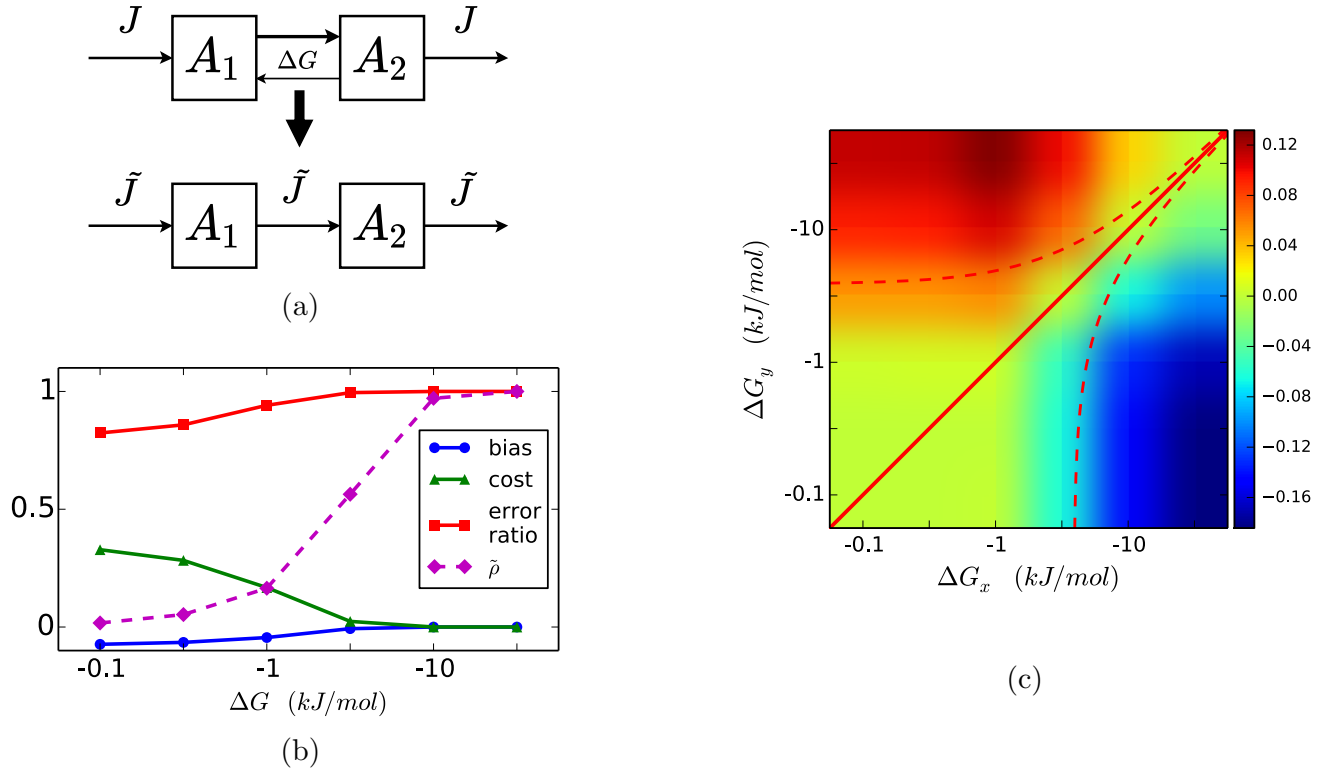 J J
A₁ ΔG A₂
J̃ J̃ J̃
A₁ A₂
(a)
1
0.5
0
bias
cost
error
ratio
ρ̃
-0.1 -1 -10
ΔG (kJ/mol)
(b)
ΔG_y (kJ/mol)
-10
-1
-0.1
-0.1 -1 -10
ΔG_x (kJ/mol)
0.12
0.08
0.04
0.00
−0.04
−0.08
−0.12
−0.16
(c)